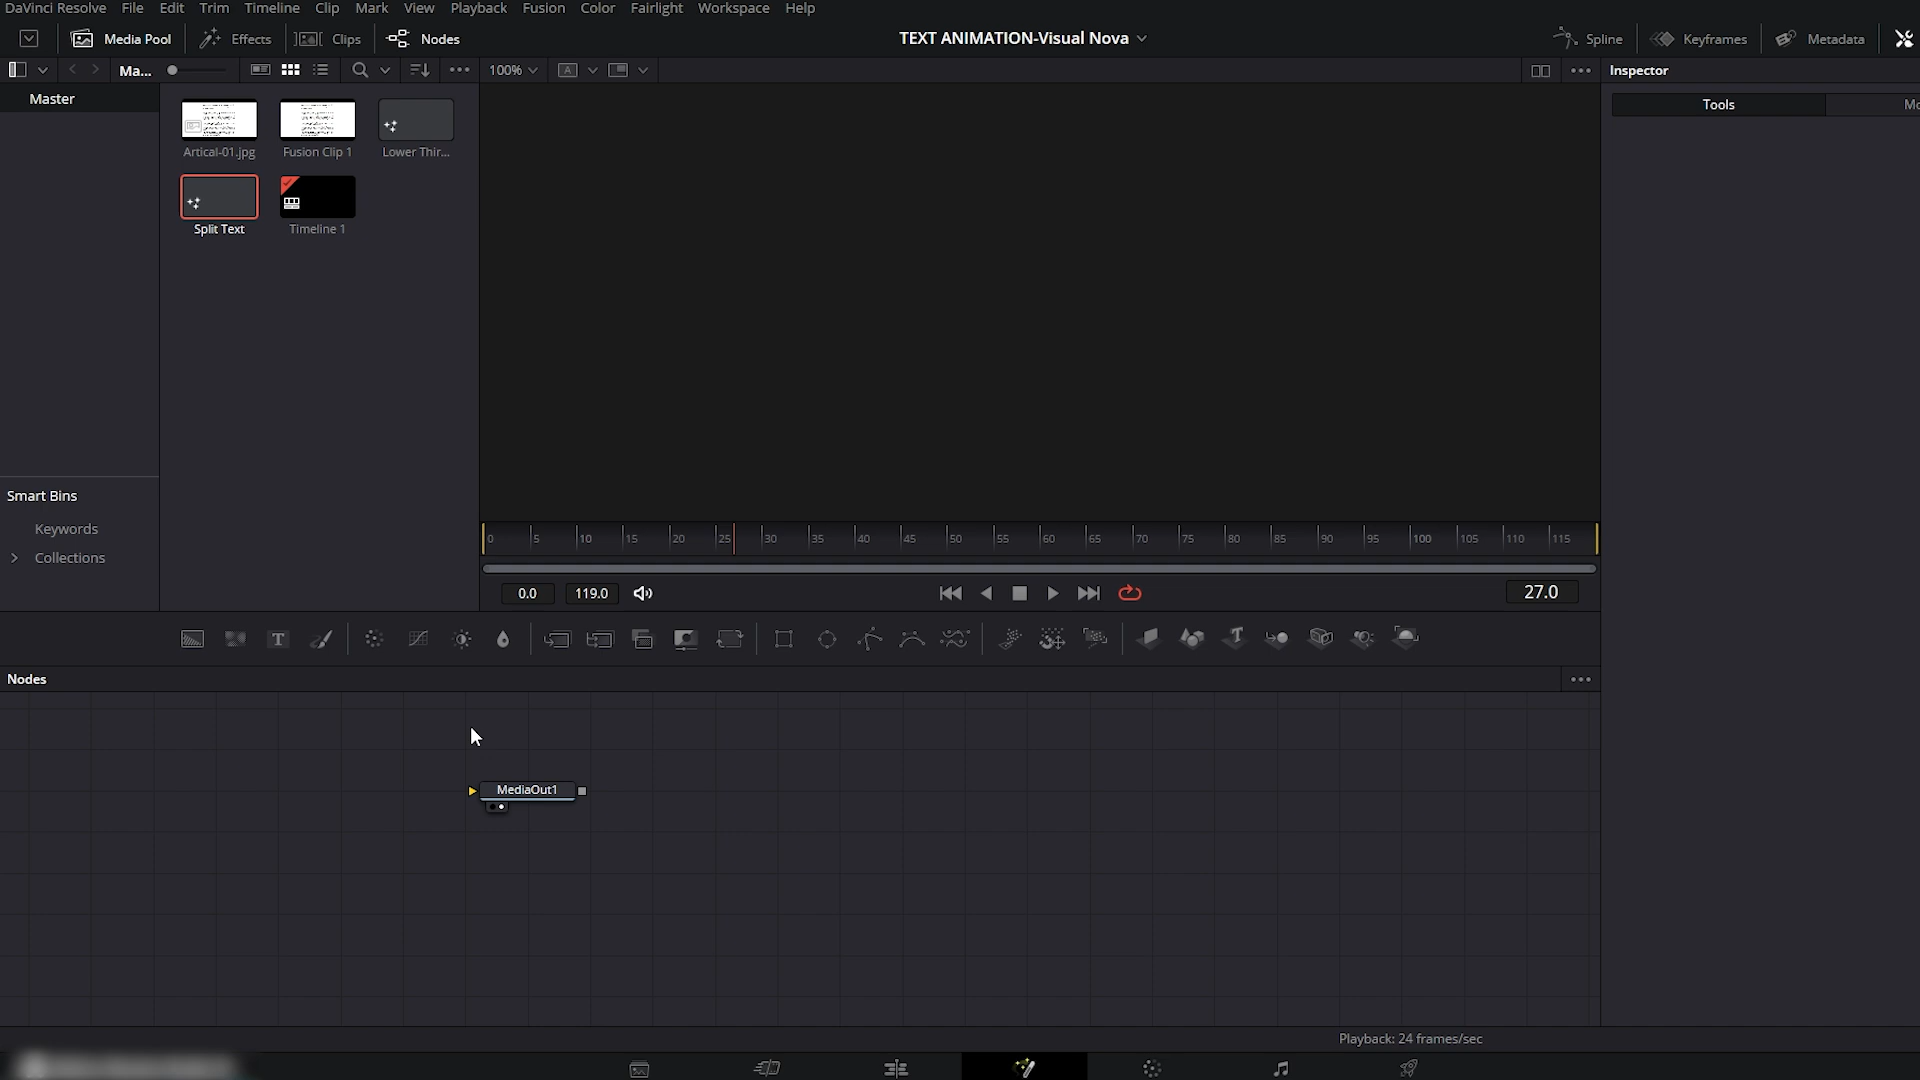 DaVinci Resolve File Edit Trim Timeline Clip Mark View Playback Fusion Color Fairlight Workspace Help
Media Pool Effects Clips Nodes TEXT ANIMATION-Visual Nova Spline Keyframes Metadata
Ma... 100% A Inspector
Master Tools
Artical-01.jpg Fusion Clip 1 Lower Thir...
Split Text Timeline 1
Smart Bins
Keywords
Collections
0 5 10 15 20 25 30 35 40 45 50 55 60 65 70 75 80 85 90 95 100 105 110 115
0.0 119.0 27.0
T
Nodes
MediaOut1
Playback: 24 frames/sec